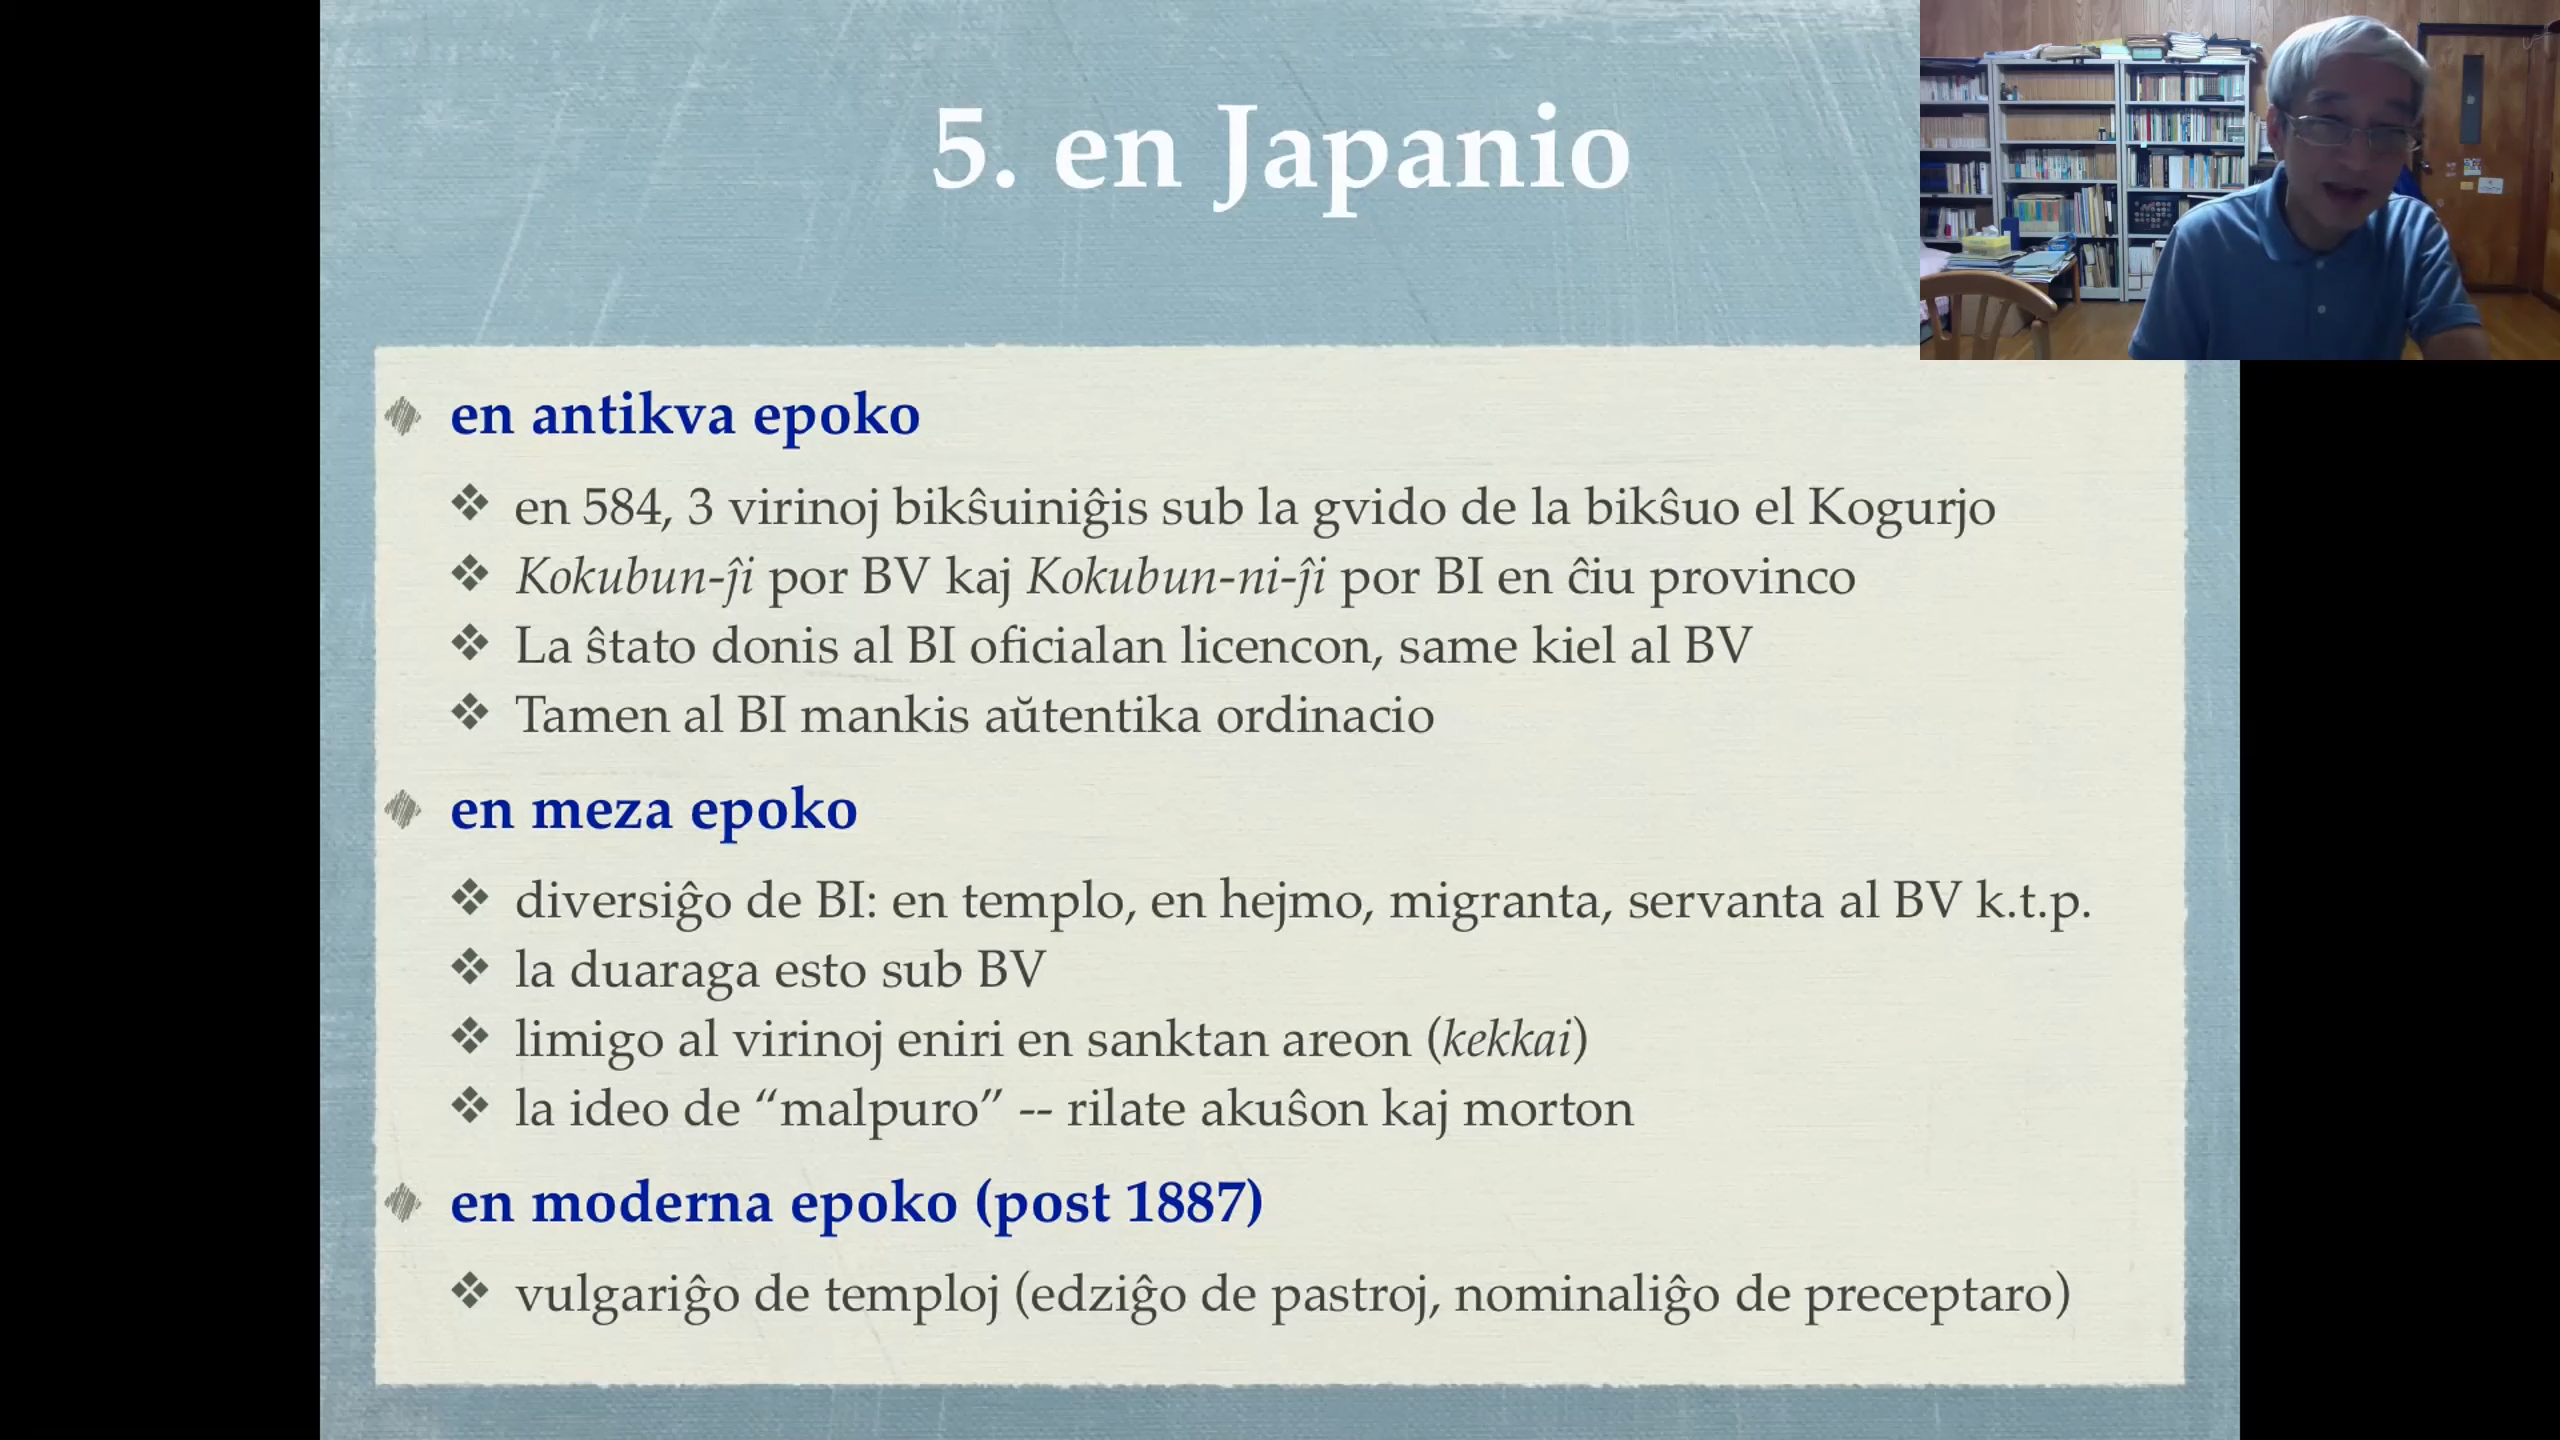 5. en Japanio
en antikva epoko
en 584, 3 virinoj bikŝuiniĝis sub la gvido de la bikŝuo el Kogurjo
Kokubun-ĵi por BV kaj Kokubun-ni-ĵi por BI en ĉiu provinco
La ŝtato donis al BI oficialan licencon, same kiel al BV
Tamen al BI mankis aŭtentika ordinacio
en meza epoko
diversiĝo de BI: en templo, en hejmo, migranta, servanta al BV k.t.p.
la duaraga esto sub BV
limigo al virinoj eniri en sanktan areon (kekkai)
la ideo de “malpuro” -- rilate akuŝon kaj morton
en moderna epoko (post 1887)
vulgariĝo de temploj (edziĝo de pastroj, nominaliĝo de preceptaro)